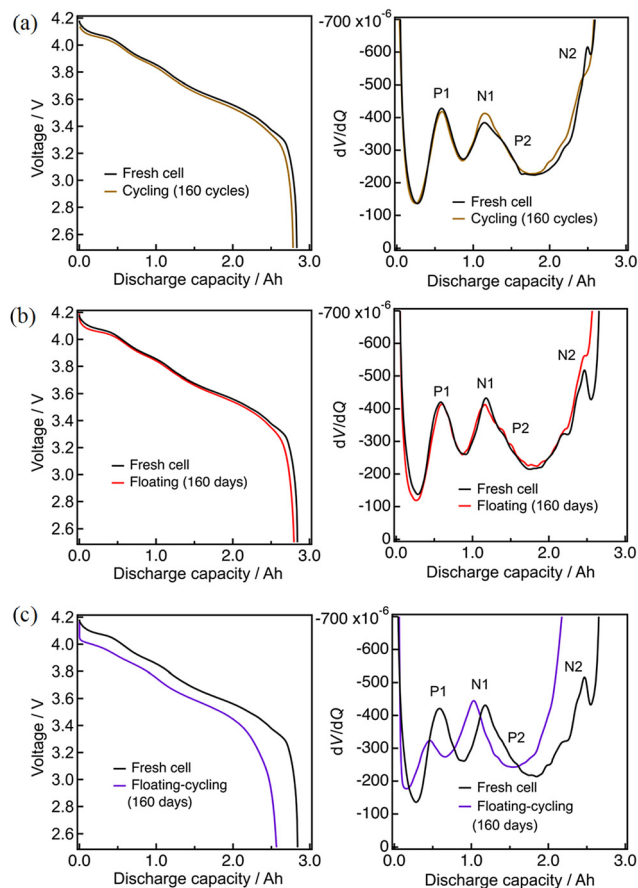 (a)
4.2
4.0
3.8
3.6
3.4
3.2
3.0
2.8
2.6
Voltage / V
Fresh cell
Cycling (160 cycles)
0.0
1.0
2.0
3.0
Discharge capacity / Ah
-700 x10⁻⁶
-600
-500
-400
-300
-200
-100
0
dV/dQ
P1
N1
P2
N2
Fresh cell
Cycling (160 cycles)
0.0
1.0
2.0
3.0
Discharge capacity / Ah
(b)
4.2
4.0
3.8
3.6
3.4
3.2
3.0
2.8
2.6
Voltage / V
Fresh cell
Floating (160 days)
0.0
1.0
2.0
3.0
Discharge capacity / Ah
-700 x10⁻⁶
-600
-500
-400
-300
-200
-100
0
dV/dQ
P1
N1
P2
N2
Fresh cell
Floating (160 days)
0.0
1.0
2.0
3.0
Discharge capacity / Ah
(c)
4.2
4.0
3.8
3.6
3.4
3.2
3.0
2.8
2.6
Voltage / V
Fresh cell
Floating-cycling
(160 days)
0.0
1.0
2.0
3.0
Discharge capacity / Ah
-700 x10⁻⁶
-600
-500
-400
-300
-200
-100
0
dV/dQ
P1
N1
P2
N2
Fresh cell
Floating-cycling
(160 days)
0.0
1.0
2.0
3.0
Discharge capacity / Ah